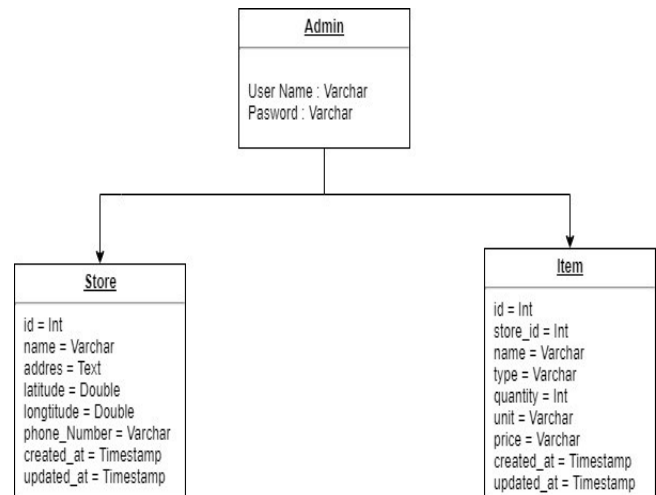 Admin
User Name : Varchar
Pasword : Varchar
Store
id = Int
name = Varchar
addres = Text
latitude = Double
longtitude = Double
phone_Number = Varchar
created_at = Timestamp
updated_at = Timestamp
Item
id = Int
store_id = Int
name = Varchar
type = Varchar
quantity = Int
unit = Varchar
price = Varchar
created_at = Timestamp
updated_at = Timestamp